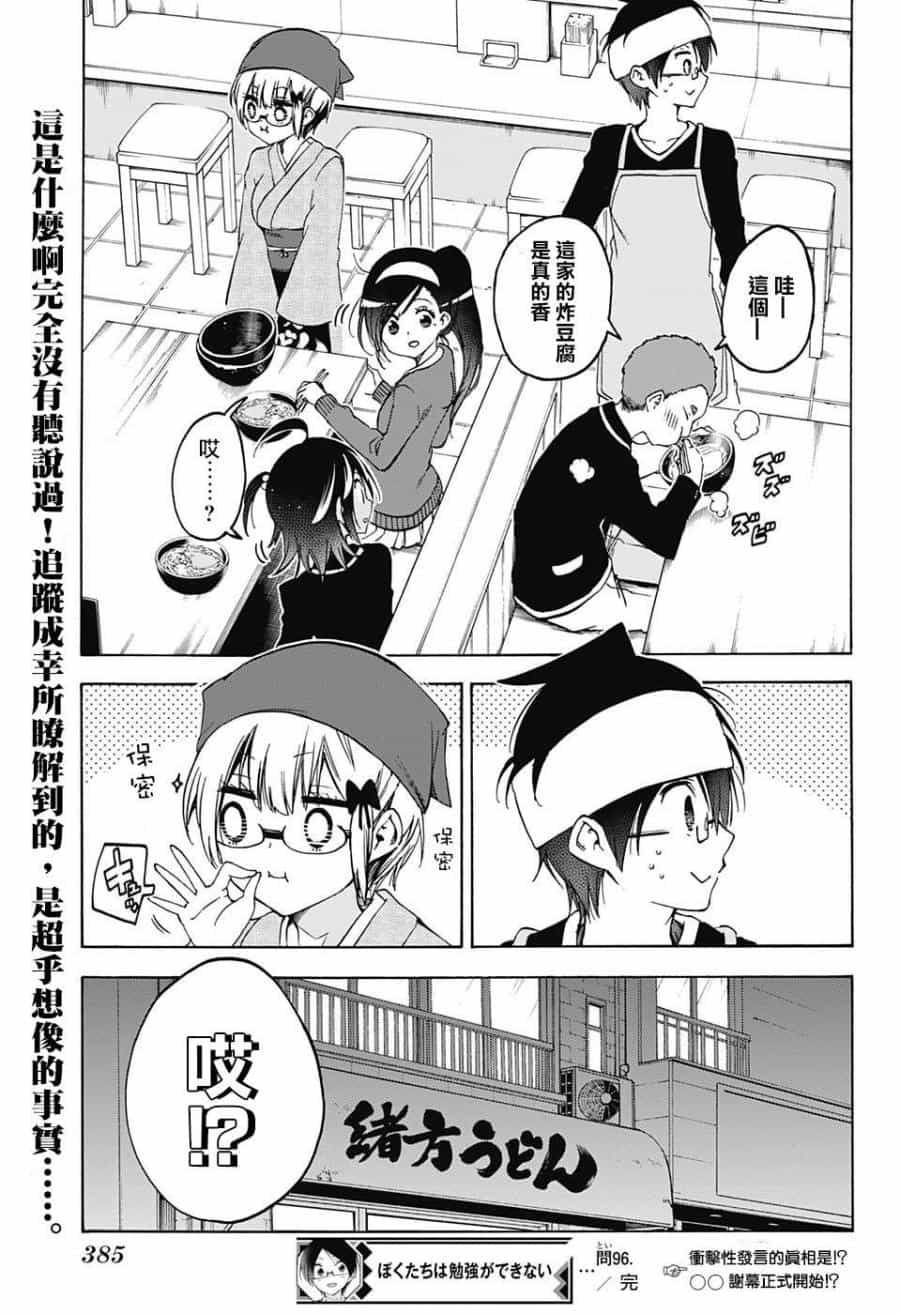 哇—
這個—
這家的炸豆腐
是真的香
ズズ
ズビ
哎……?
保密
保密
キュッ
哎!?
緒方うどん
這是什麼啊完全沒有聽說過！追蹤成幸所瞭解到的，是超乎想像的事實……。
385
ぼくたちは勉強ができない
…
とい
問96.
／完
☞衝擊性發言的眞相是!?
○○謝幕正式開始!?